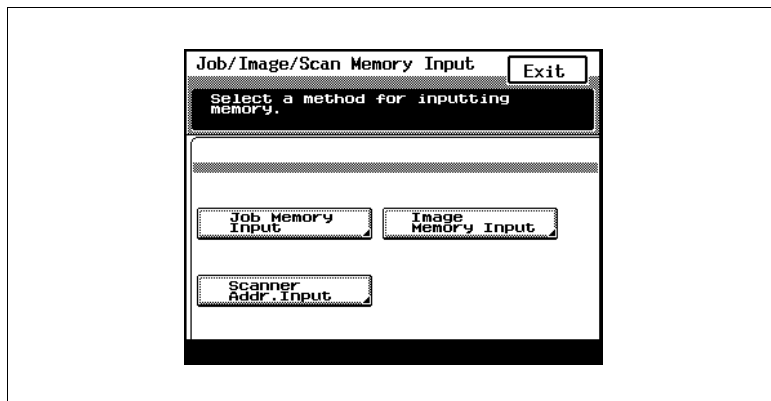 Job/Image/Scan Memory Input
Exit
Select a method for inputting
memory.
Job Memory
Input
Image
Memory Input
Scanner
Addr.Input